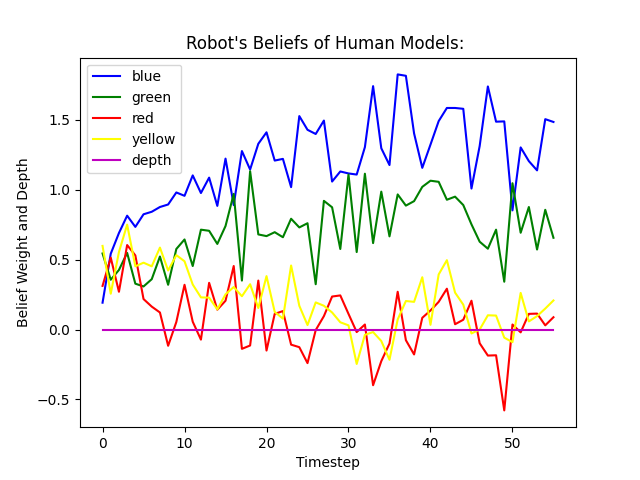 Robot's Beliefs of Human Models:
blue
green
red
yellow
depth
Belief Weight and Depth
1.5
1.0
0.5
0.0
−0.5
0 10 20 30 40 50
Timestep